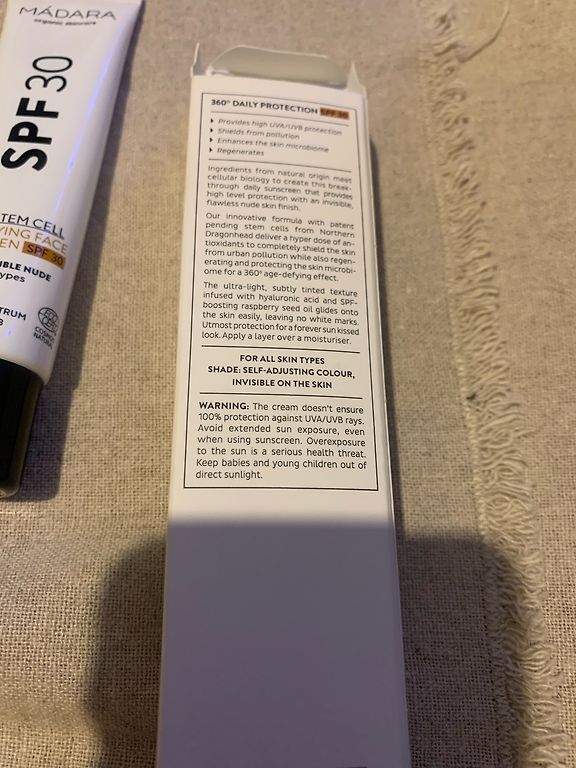 MÁDARA
organic skincare
SPF 30
STEM CELL
YING FACE
EN SPF 30
IBLE NUDE
ypes
TRUM
B
ECO
CERT
COSMOS
NATURAL
360° DAILY PROTECTION SPF 30
Provides high UVA/UVB protection
Shields from pollution
Enhances the skin microbiome
Regenerates
Ingredients from natural origin meet
cellular biology to create this break-
through daily sunscreen that provides
high level protection with an invisible,
flawless nude skin finish.
Our innovative formula with patent
pending stem cells from Northern
Dragonhead deliver a hyper dose of an-
tioxidants to completely shield the skin
from urban pollution while also regen-
erating and protecting the skin microbi-
ome for a 360° age-defying effect.
The ultra-light, subtly tinted texture
infused with hyaluronic acid and SPF-
boosting raspberry seed oil glides onto
the skin easily, leaving no white marks.
Utmost protection for a forever sun kissed
look. Apply a layer over a moisturiser.
FOR ALL SKIN TYPES
SHADE: SELF-ADJUSTING COLOUR,
INVISIBLE ON THE SKIN
WARNING: The cream doesn't ensure
100% protection against UVA/UVB rays.
Avoid extended sun exposure, even
when using sunscreen. Overexposure
to the sun is a serious health threat.
Keep babies and young children out of
direct sunlight.